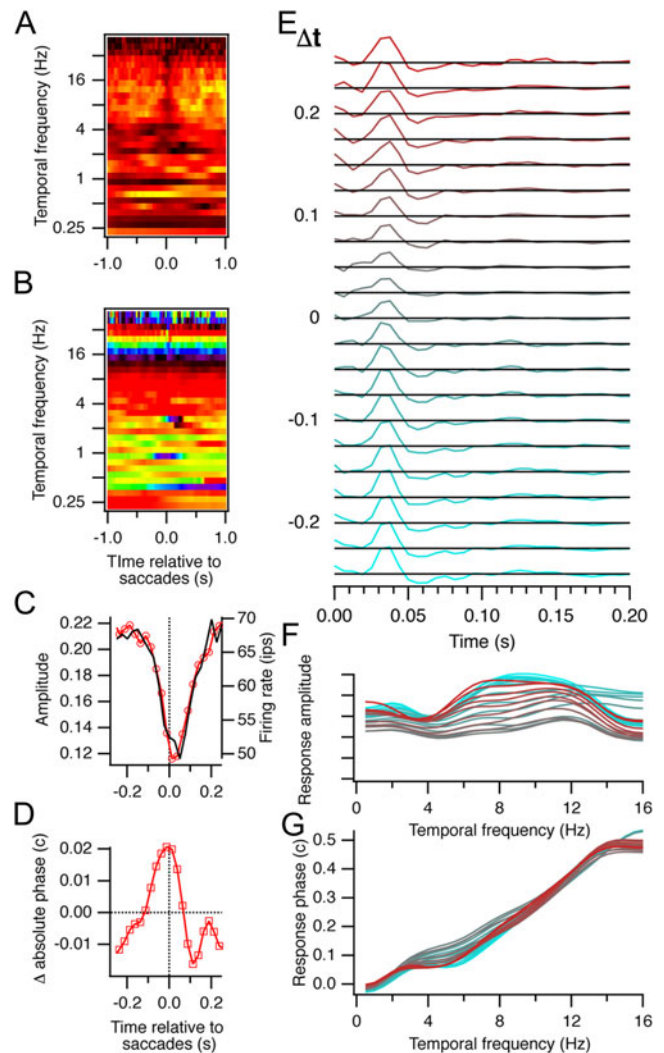 A
Temporal frequency (Hz)
16
4
1
0.25
-1.0
0.0
1.0
B
Temporal frequency (Hz)
16
4
1
0.25
-1.0
0.0
1.0
TIme relative to
saccades (s)
C
Amplitude
0.22
0.20
0.18
0.16
0.14
0.12
70
65
60
55
50
Firing rate (ips)
-0.2
0.0
0.2
D
Δ absolute phase (c)
0.02
0.01
0.00
-0.01
-0.2
0.0
0.2
Time relative to
saccades (s)
E
Δt
0.2
0.1
0
-0.1
-0.2
0.00
0.05
0.10
0.15
0.20
Time (s)
F
Response amplitude
0
4
8
12
16
Temporal frequency (Hz)
G
Response phase (c)
0.5
0.4
0.3
0.2
0.1
0.0
0
4
8
12
16
Temporal frequency (Hz)